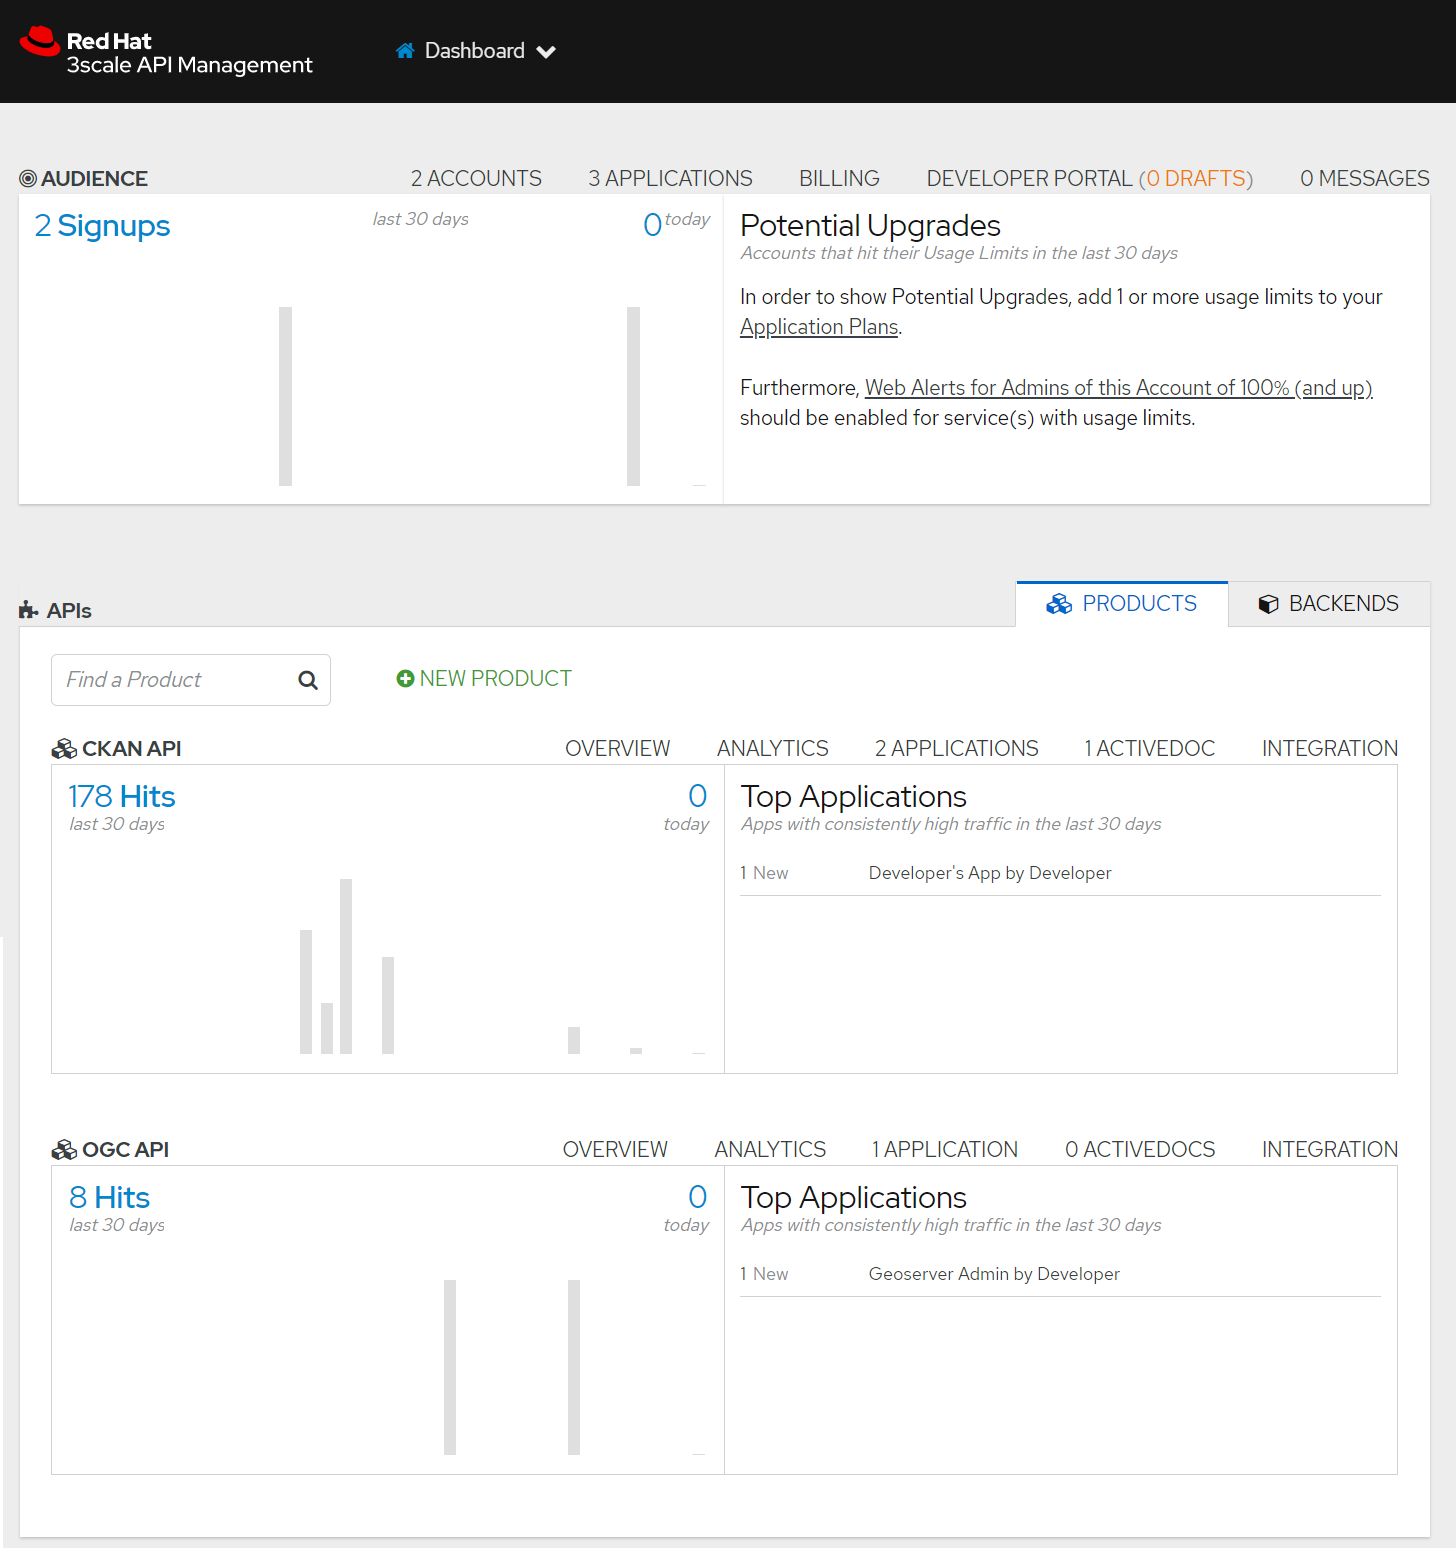 Red Hat
3scale API Management
Dashboard
AUDIENCE
2 ACCOUNTS
3 APPLICATIONS
BILLING
DEVELOPER PORTAL (0 DRAFTS)
0 MESSAGES
2 Signups
last 30 days
0 today
Potential Upgrades
Accounts that hit their Usage Limits in the last 30 days
In order to show Potential Upgrades, add 1 or more usage limits to your
Application Plans.
Furthermore, Web Alerts for Admins of this Account of 100% (and up)
should be enabled for service(s) with usage limits.
APIs
PRODUCTS
BACKENDS
Find a Product
NEW PRODUCT
CKAN API
OVERVIEW
ANALYTICS
2 APPLICATIONS
1 ACTIVEDOC
INTEGRATION
178 Hits
last 30 days
0
today
Top Applications
Apps with consistently high traffic in the last 30 days
1 New
Developer's App by Developer
OGC API
OVERVIEW
ANALYTICS
1 APPLICATION
0 ACTIVEDOCS
INTEGRATION
8 Hits
last 30 days
0
today
Top Applications
Apps with consistently high traffic in the last 30 days
1 New
Geoserver Admin by Developer